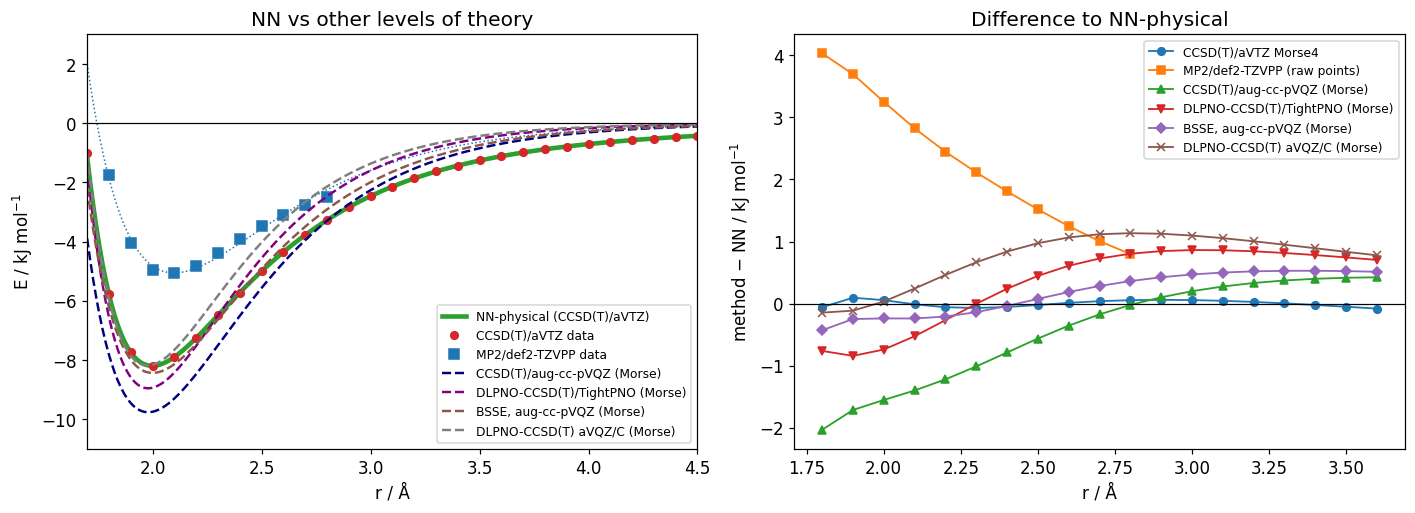 NN vs other levels of theory
E / kJ mol⁻¹
2
0
−2
−4
−6
−8
−10
2.0
2.5
3.0
3.5
4.0
4.5
r / Å
NN-physical (CCSD(T)/aVTZ)
CCSD(T)/aVTZ data
MP2/def2-TZVPP data
CCSD(T)/aug-cc-pVQZ (Morse)
DLPNO-CCSD(T)/TightPNO (Morse)
BSSE, aug-cc-pVQZ (Morse)
DLPNO-CCSD(T) aVQZ/C (Morse)
Difference to NN-physical
method − NN / kJ mol⁻¹
4
3
2
1
0
−1
−2
1.75
2.00
2.25
2.50
2.75
3.00
3.25
3.50
r / Å
CCSD(T)/aVTZ Morse4
MP2/def2-TZVPP (raw points)
CCSD(T)/aug-cc-pVQZ (Morse)
DLPNO-CCSD(T)/TightPNO (Morse)
BSSE, aug-cc-pVQZ (Morse)
DLPNO-CCSD(T) aVQZ/C (Morse)